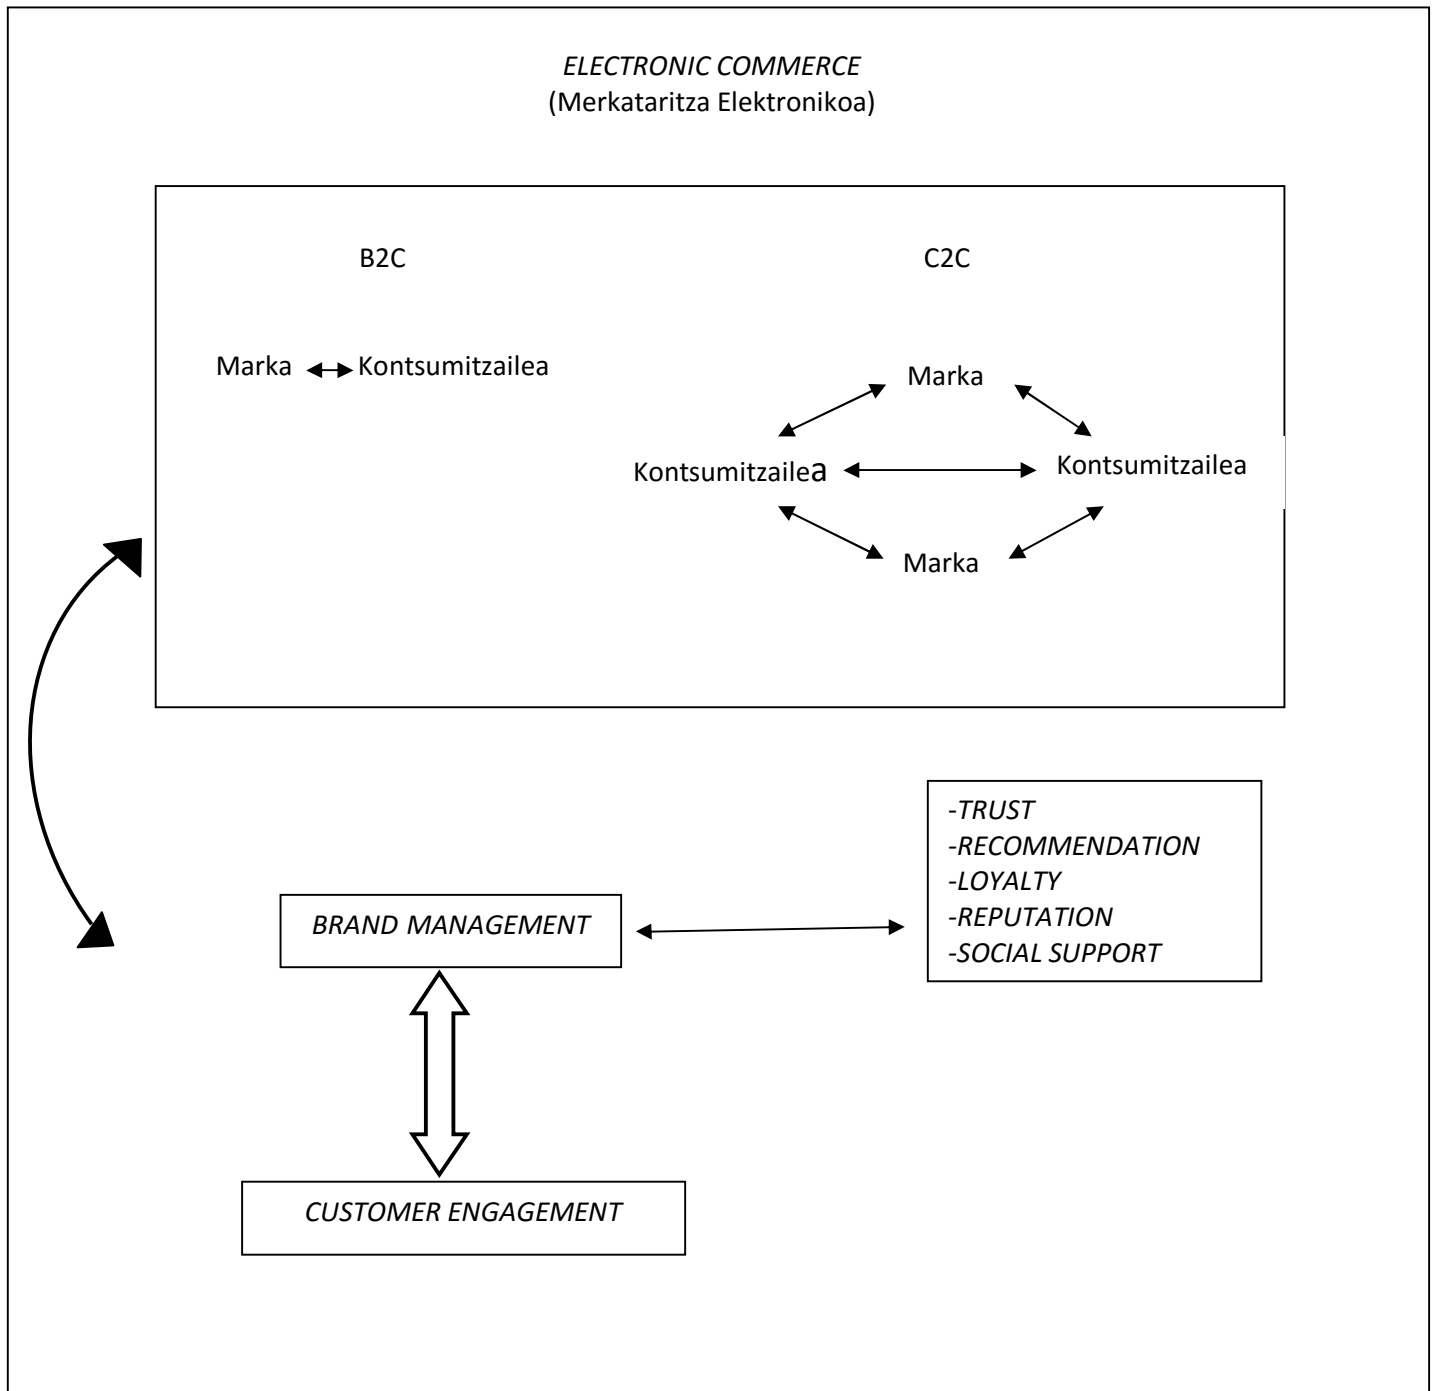 ELECTRONIC COMMERCE
(Merkataritza Elektronikoa)
B2C
C2C
Marka
Kontsumitzailea
Marka
Kontsumitzailea
Kontsumitzailea
Marka
-TRUST
-RECOMMENDATION
-LOYALTY
-REPUTATION
-SOCIAL SUPPORT
BRAND MANAGEMENT
CUSTOMER ENGAGEMENT